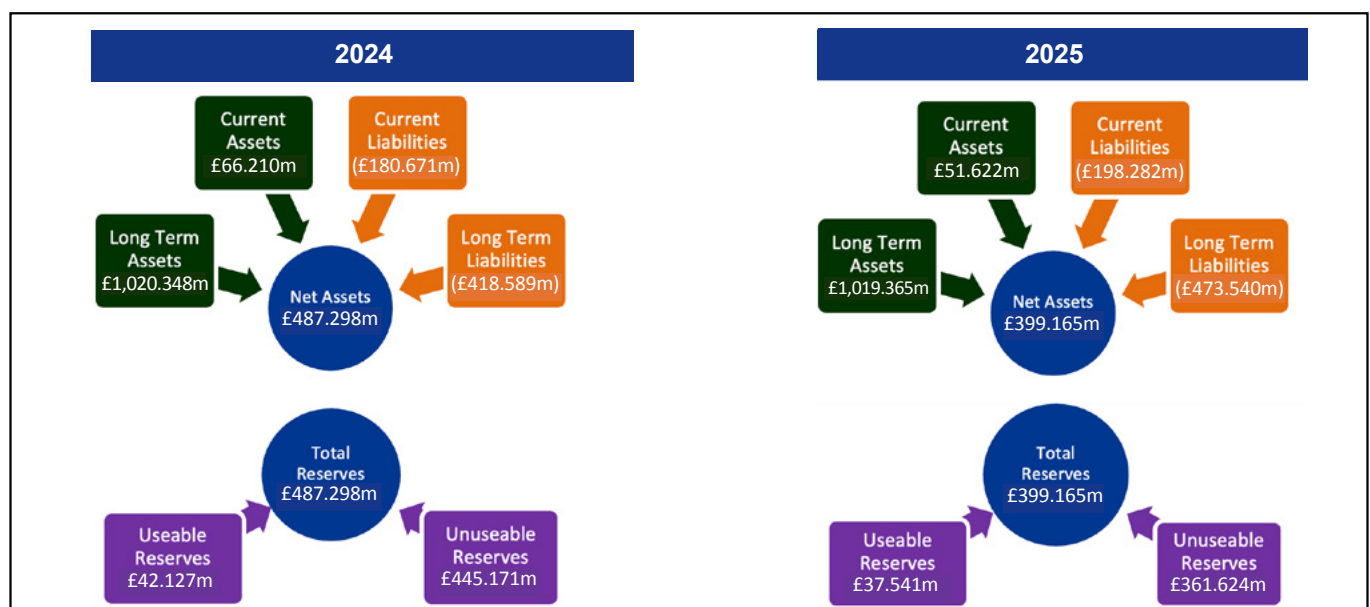 2024
Current
Assets
£66.210m
Current
Liabilities
(£180.671m)
Long Term
Assets
£1,020.348m
Long Term
Liabilities
(£418.589m)
Net Assets
£487.298m
Total
Reserves
£487.298m
Useable
Reserves
£42.127m
Unuseable
Reserves
£445.171m
2025
Current
Assets
£51.622m
Current
Liabilities
(£198.282m)
Long Term
Assets
£1,019.365m
Long Term
Liabilities
(£473.540m)
Net Assets
£399.165m
Total
Reserves
£399.165m
Useable
Reserves
£37.541m
Unuseable
Reserves
£361.624m